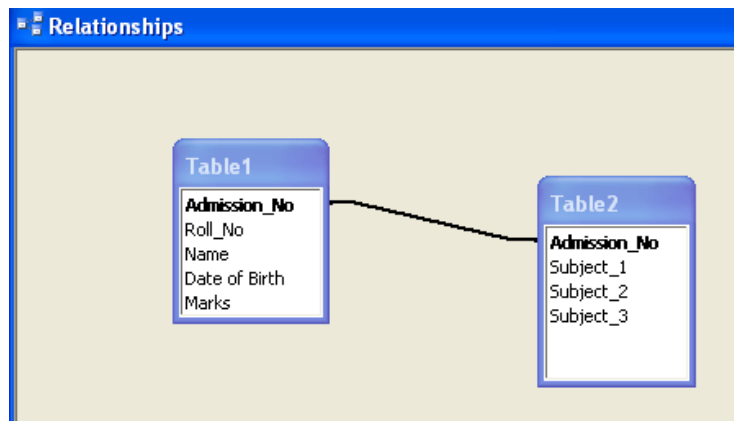 Relationships
Table1
Admission_No
Roll_No
Name
Date of Birth
Marks
Table2
Admission_No
Subject_1
Subject_2
Subject_3